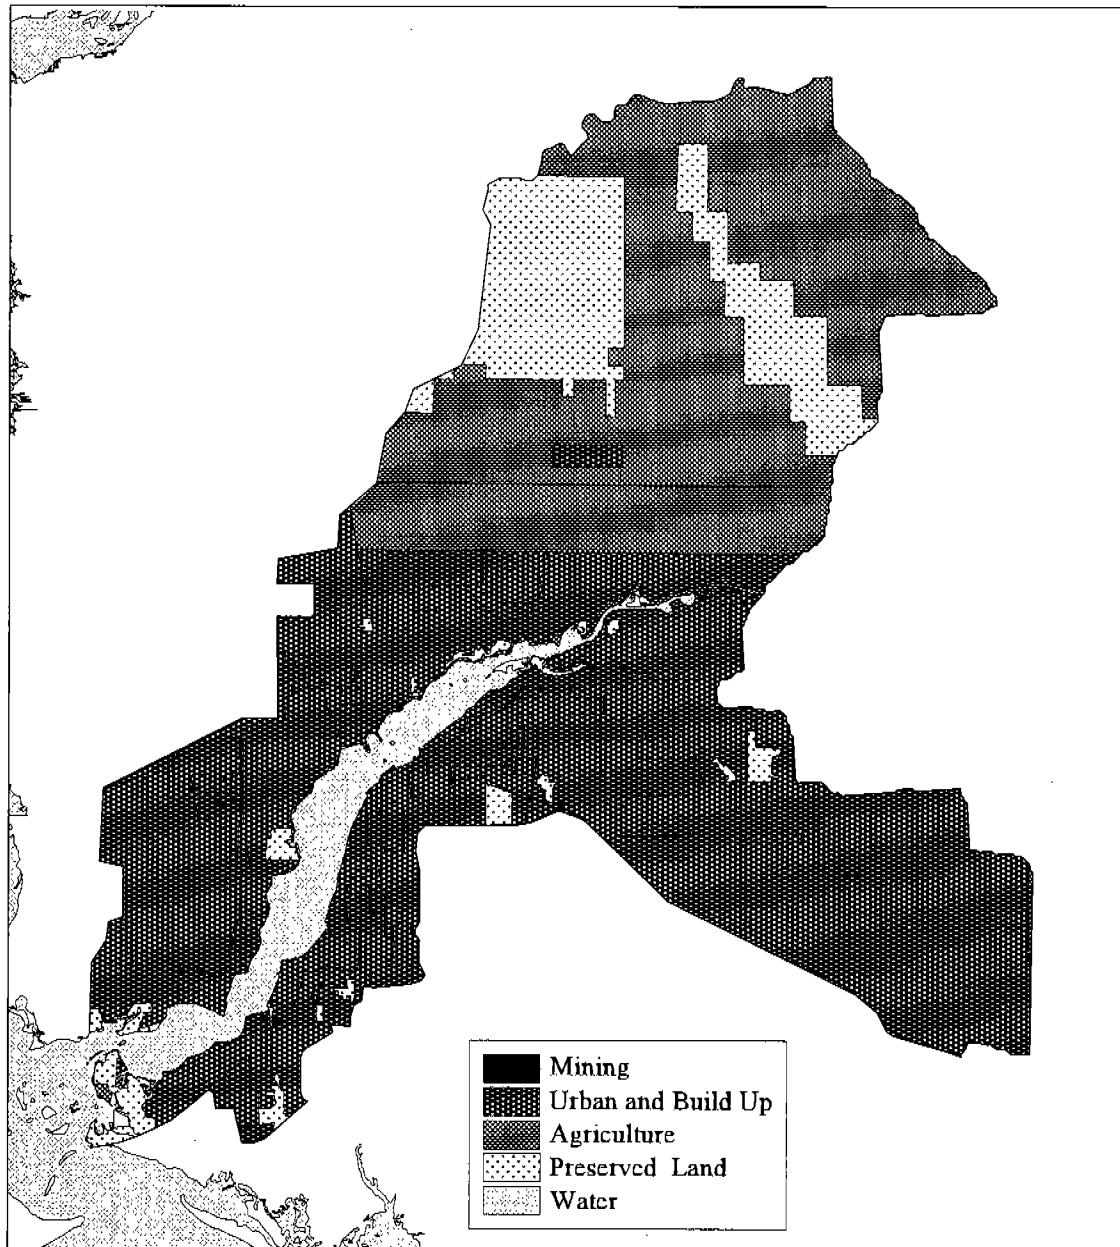 Mining
Urban and Build Up
Agriculture
Preserved Land
Water